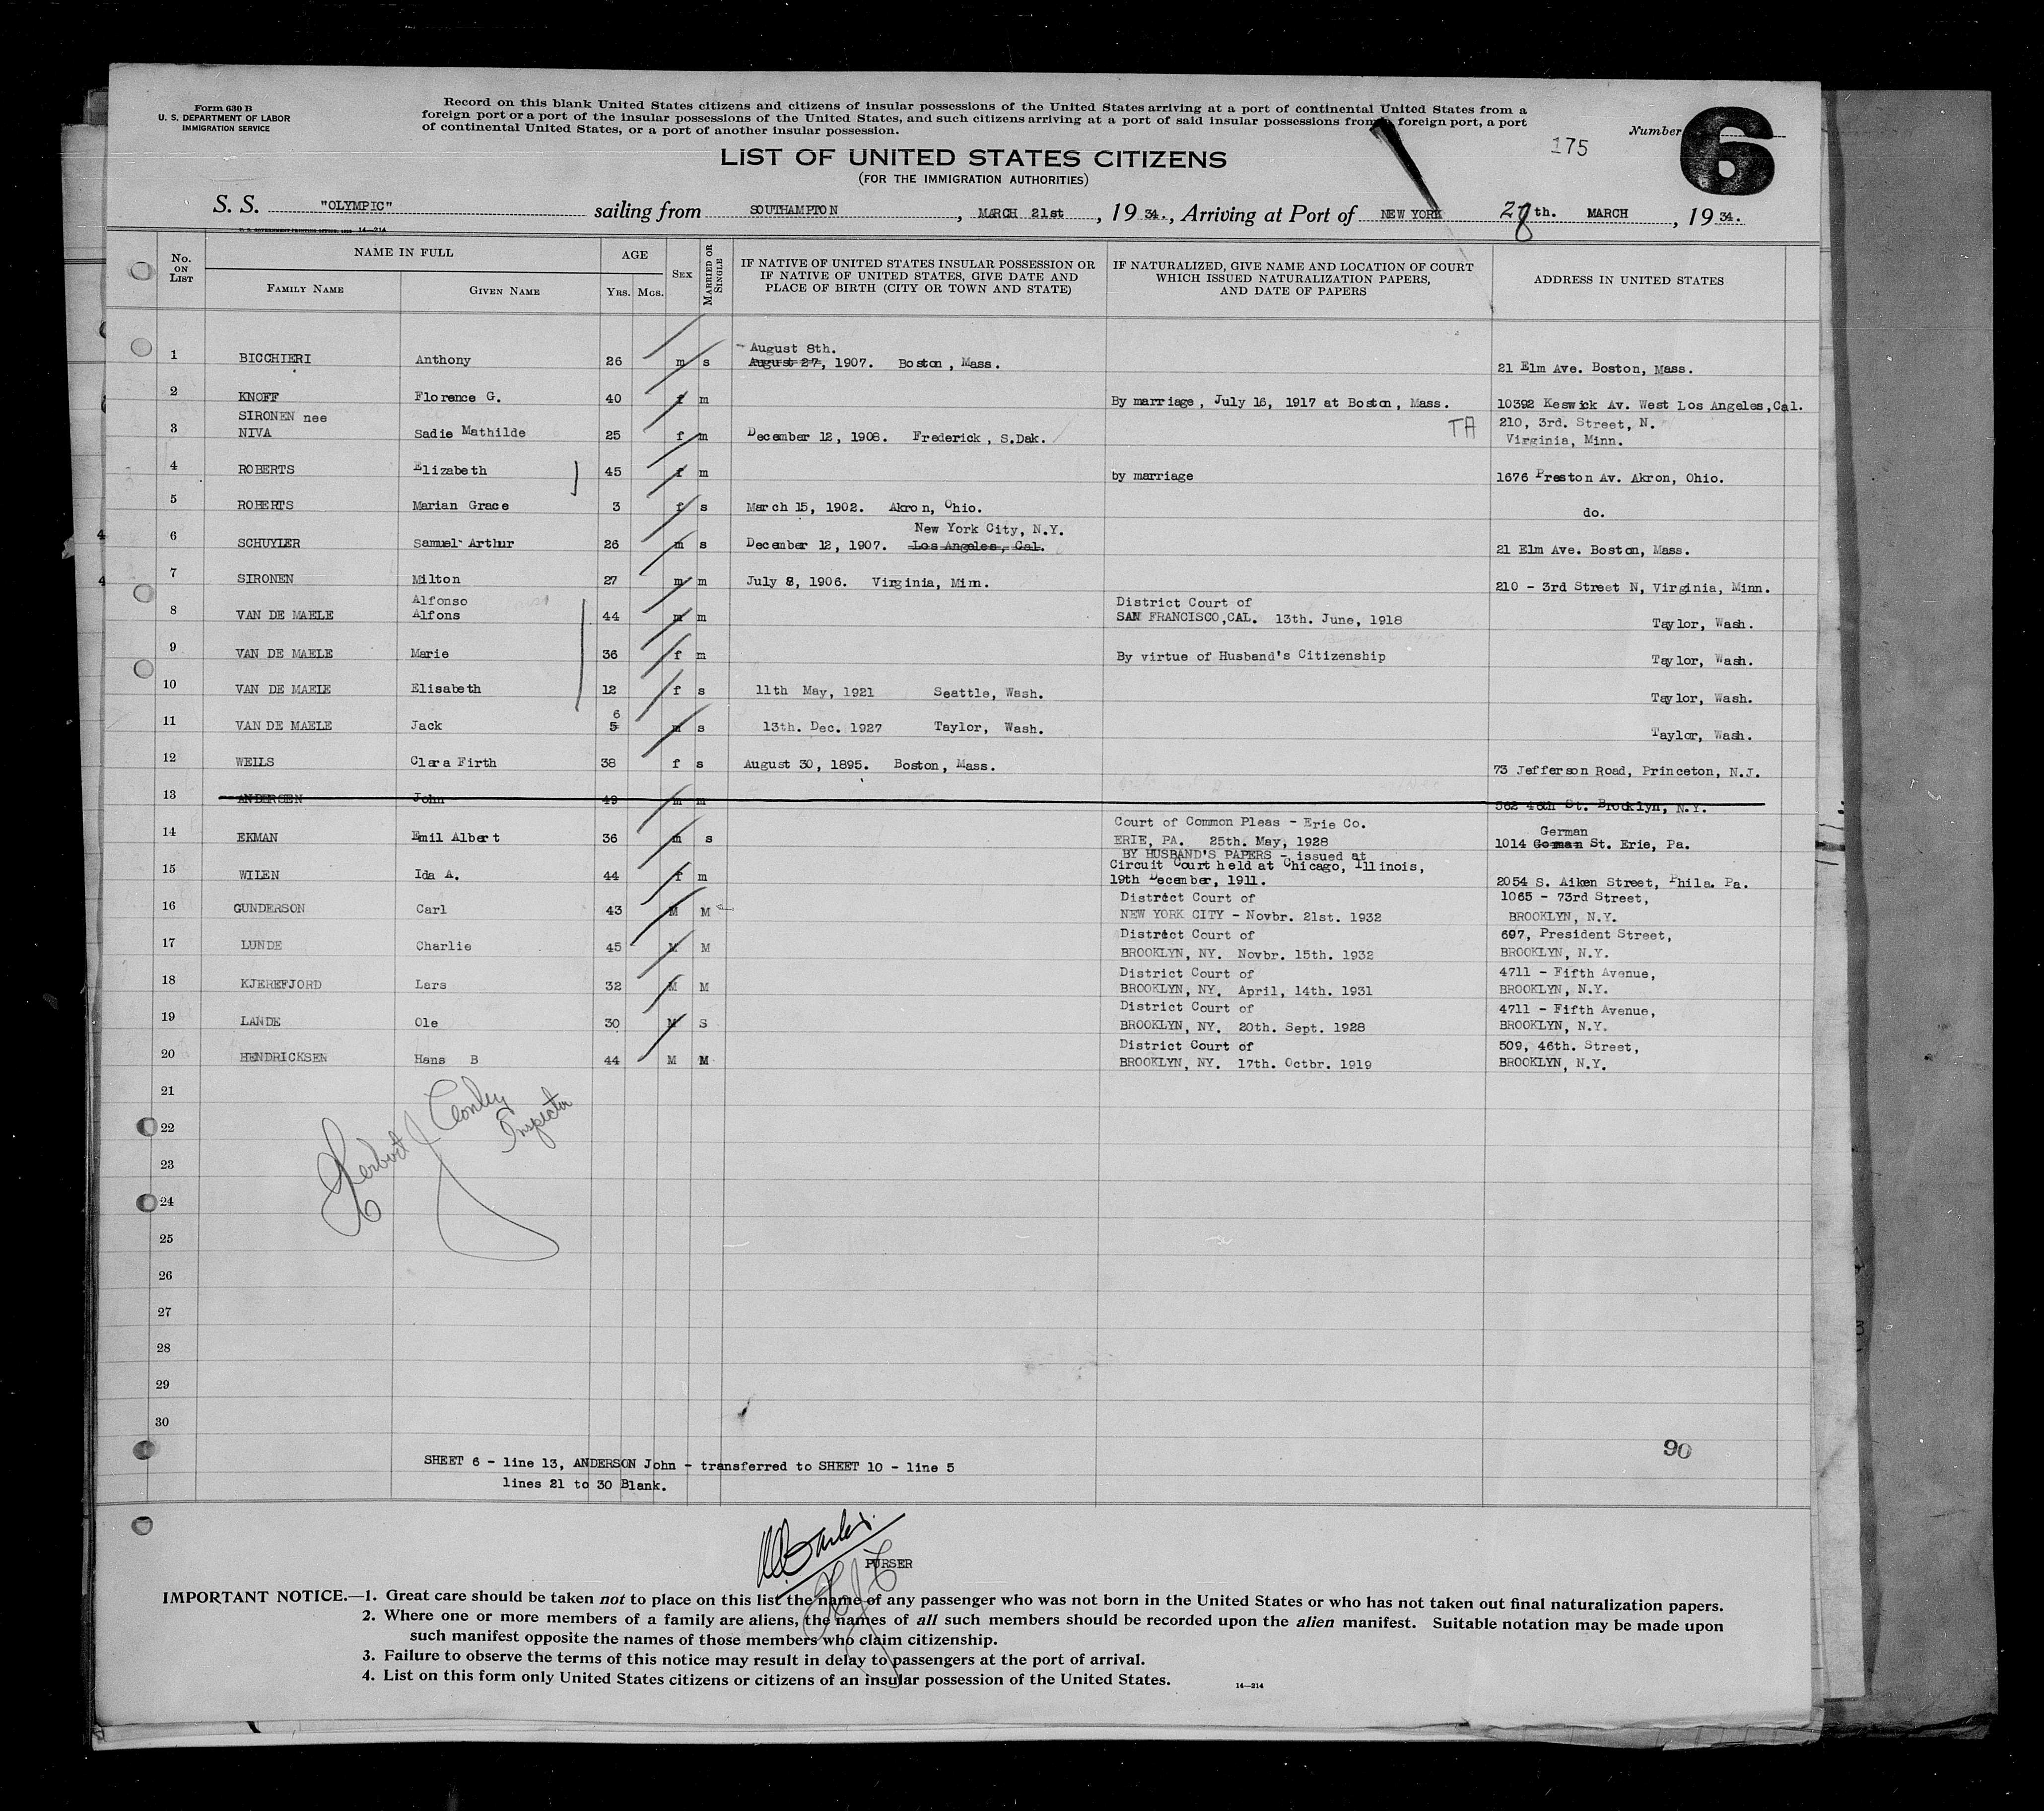 Form 630 B
U. S. DEPARTMENT OF LABOR
IMMIGRATION SERVICE
Record on this blank United States citizens and citizens of insular possessions of the United States arriving at a port of continental United States from a
foreign port or a port of the insular possessions of the United States, and such citizens arriving at a port of said insular possessions from a foreign port, a port
of continental United States, or a port of another insular possession.
175
Number 6
LIST OF UNITED STATES CITIZENS
(FOR THE IMMIGRATION AUTHORITIES)
S. S. "OLYMPIC" sailing from SOUTHAMPTON, MARCH 21st, 1934., Arriving at Port of NEW YORK 28th. MARCH, 1934.
U. S. GOVERNMENT PRINTING OFFICE: 14—214
No. ON LIST NAME IN FULL AGE SEX MARRIED OR SINGLE IF NATIVE OF UNITED STATES INSULAR POSSESSION OR IF NATIVE OF UNITED STATES, GIVE DATE AND PLACE OF BIRTH (CITY OR TOWN AND STATE) IF NATURALIZED, GIVE NAME AND LOCATION OF COURT WHICH ISSUED NATURALIZATION PAPERS, AND DATE OF PAPERS ADDRESS IN UNITED STATES
FAMILY NAME GIVEN NAME YRS. MOS.
August 8th.
1 BICCHIERI Anthony 26 m s August 27, 1907. Boston, Mass. 21 Elm Ave. Boston, Mass.
2 KNOFF Florence G. 40 f m By marriage, July 16, 1917 at Boston, Mass. 10392 Keswick Av. West Los Angeles, Cal.
SIRONEN nee 210, 3rd. Street, N.
3 NIVA Sadie Mathilde 25 f m December 12, 1908. Frederick, S.Dak. TA Virginia, Minn.
4 ROBERTS Elizabeth 45 f m by marriage 1676 Preston Av. Akron, Ohio.
5 ROBERTS Marian Grace 3 f s March 15, 1902. Akron, Ohio. do.
New York City, N.Y.
6 SCHUYLER Samuel Arthur 26 m s December 12, 1907. Los Angeles, Cal. 21 Elm Ave. Boston, Mass.
7 SIRONEN Milton 27 m m July 8, 1906. Virginia, Minn. 210 - 3rd Street N, Virginia, Minn.
Alfonso District Court of
8 VAN DE MAELE Alfons 44 m m SAN FRANCISCO, CAL. 13th. June, 1918 Taylor, Wash.
9 VAN DE MAELE Marie 36 f m By virtue of Husband's Citizenship Taylor, Wash.
10 VAN DE MAELE Elisabeth 12 f s 11th May, 1921 Seattle, Wash. Taylor, Wash.
6
11 VAN DE MAELE Jack 5 m s 13th. Dec. 1927 Taylor, Wash. Taylor, Wash.
12 WELLS Clara Firth 38 f s August 30, 1895. Boston, Mass. 73 Jefferson Road, Princeton, N.J.
13 ANDERSEN John 49 m m 562 46th St. Brooklyn, N.Y.
Court of Common Pleas - Erie Co. German
14 EKMAN Emil Albert 36 m s ERIE, PA. 25th. May, 1928 1014 Goman St. Erie, Pa.
BY HUSBAND'S PAPERS - issued at
Circuit Court held at Chicago, Illinois,
15 WILEN Ida A. 44 f m 19th December, 1911. 2054 S. Aiken Street, Phila. Pa.
District Court of 1065 - 73rd Street,
16 GUNDERSON Carl 43 M M NEW YORK CITY - Novbr. 21st. 1932 BROOKLYN, N.Y.
District Court of 697, President Street,
17 LUNDE Charlie 45 M M BROOKLYN, NY. Novbr. 15th. 1932 BROOKLYN, N.Y.
District Court of 4711 - Fifth Avenue,
18 KJEREFJORD Lars 32 M M BROOKLYN, NY. April, 14th. 1931 BROOKLYN, N.Y.
District Court of 4711 - Fifth Avenue,
19 LANDE Ole 30 M S BROOKLYN, NY. 20th. Sept. 1928 BROOKLYN, N.Y.
District Court of 509, 46th. Street,
20 HENDRICKSEN Hans B 44 M M BROOKLYN, NY. 17th. Octbr. 1919 BROOKLYN, N.Y.
21
22
23
24
25
26
27
28
29
30
Herbert J Conley
Inspector
90
SHEET 6 - line 13, ANDERSON John - transferred to SHEET 10 - line 5
lines 21 to 30 Blank.
PURSER
IMPORTANT NOTICE.—1. Great care should be taken not to place on this list the name of any passenger who was not born in the United States or who has not taken out final naturalization papers.
2. Where one or more members of a family are aliens, the names of all such members should be recorded upon the alien manifest. Suitable notation may be made upon
such manifest opposite the names of those members who claim citizenship.
3. Failure to observe the terms of this notice may result in delay to passengers at the port of arrival.
4. List on this form only United States citizens or citizens of an insular possession of the United States.
14—214